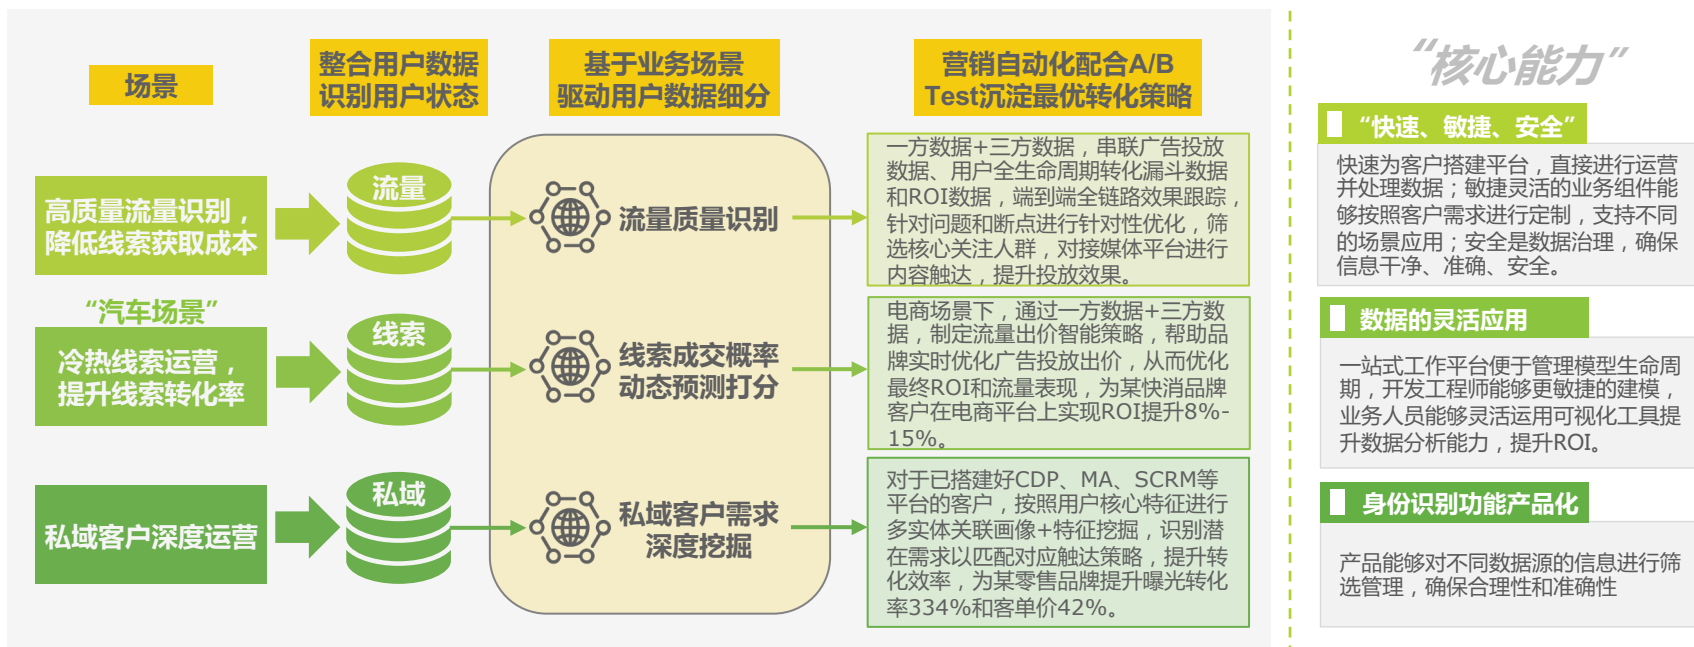 场景
整合用户数据
识别用户状态
基于业务场景
驱动用户数据细分
营销自动化配合A/B
Test沉淀最优转化策略
高质量流量识别，
降低线索获取成本
流量
流量质量识别
一方数据+三方数据，串联广告投放
数据、用户全生命周期转化漏斗数据
和ROI数据，端到端全链路效果跟踪，
针对问题和断点进行针对性优化，筛
选核心关注人群，对接媒体平台进行
内容触达，提升投放效果。
“汽车场景”
冷热线索运营，
提升线索转化率
线索
线索成交概率
动态预测打分
电商场景下，通过一方数据+三方数
据，制定流量出价智能策略，帮助品
牌实时优化广告投放出价，从而优化
最终ROI和流量表现，为某快消品牌
客户在电商平台上实现ROI提升8%-
15%。
私域客户深度运营
私域
私域客户需求
深度挖掘
对于已搭建好CDP、MA、SCRM等
平台的客户，按照用户核心特征进行
多实体关联画像+特征挖掘，识别潜
在需求以匹配对应触达策略，提升转
化效率，为某零售品牌提升曝光转化
率334%和客单价42%。
“核心能力”
“快速、敏捷、安全”
快速为客户搭建平台，直接进行运营
并处理数据；敏捷灵活的业务组件能
够按照客户需求进行定制，支持不同
的场景应用；安全是数据治理，确保
信息干净、准确、安全。
数据的灵活应用
一站式工作平台便于管理模型生命周
期，开发工程师能够更敏捷的建模，
业务人员能够灵活运用可视化工具提
升数据分析能力，提升ROI。
身份识别功能产品化
产品能够对不同数据源的信息进行筛
选管理，确保合理性和准确性